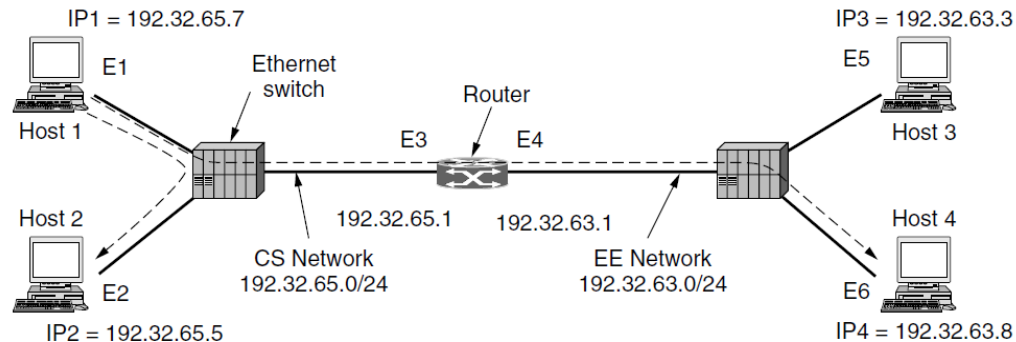 IP1 = 192.32.65.7
IP3 = 192.32.63.3
E1
Ethernet
switch
E5
Router
Host 1
E3
E4
Host 3
Host 2
192.32.65.1
192.32.63.1
Host 4
CS Network
192.32.65.0/24
EE Network
192.32.63.0/24
E2
E6
IP2 = 192.32.65.5
IP4 = 192.32.63.8